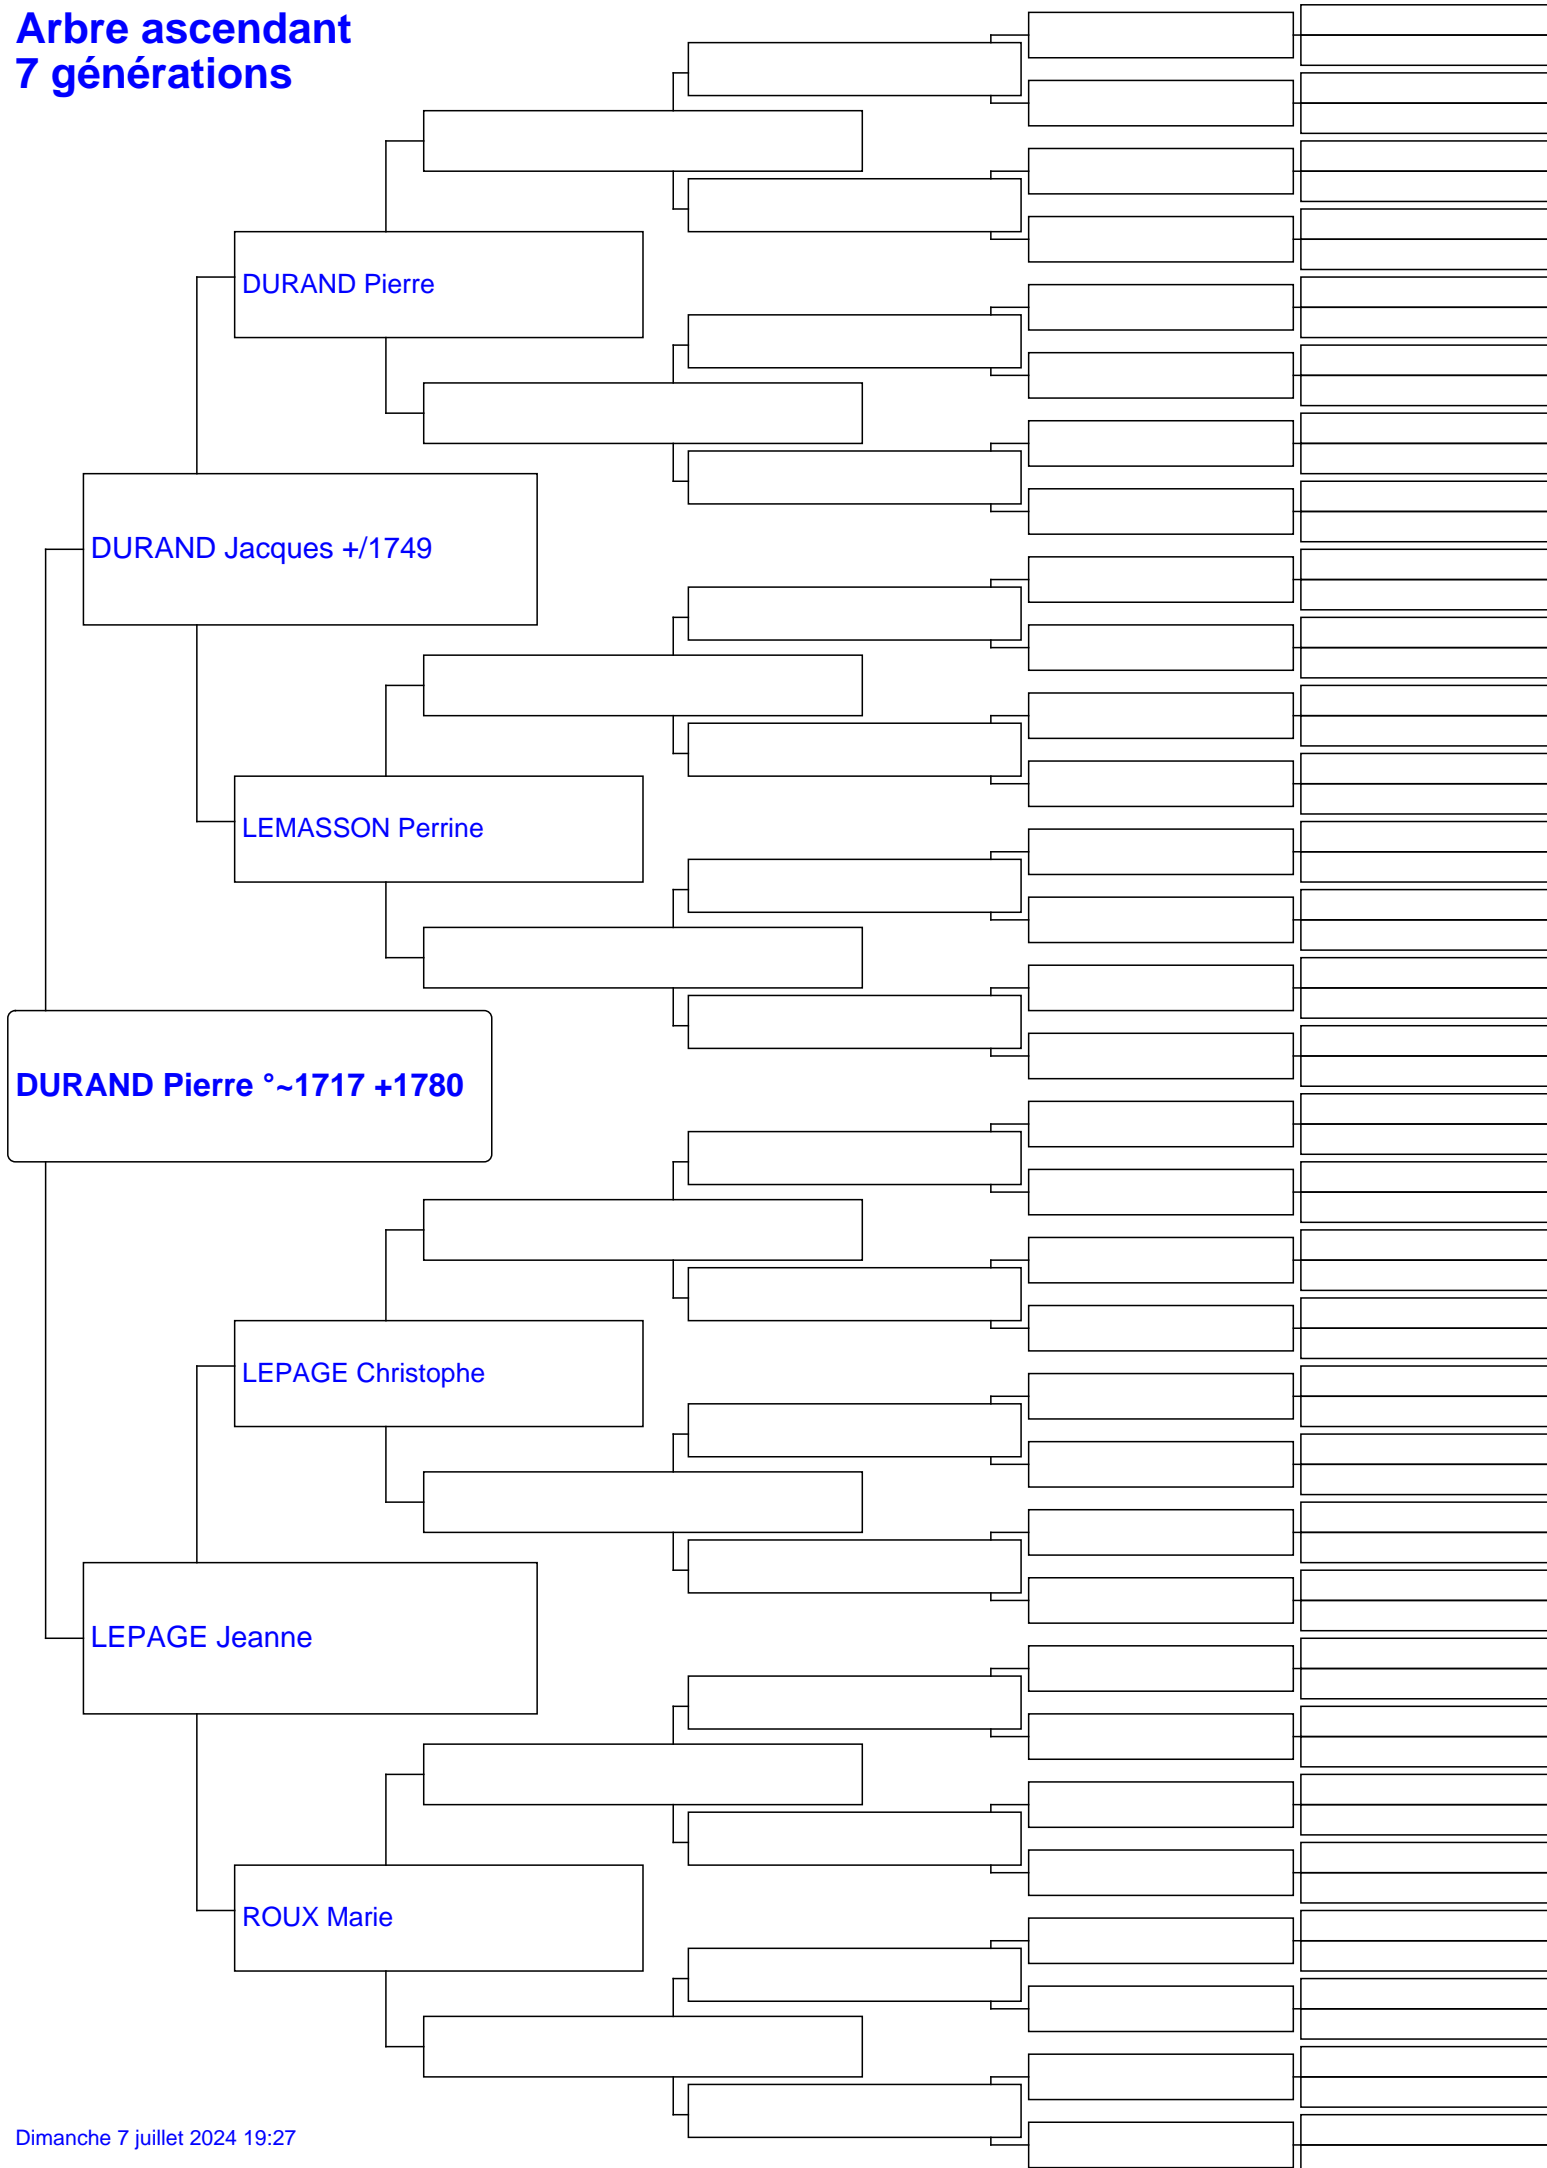 Arbre ascendant
7 générations
DURAND Pierre
DURAND Jacques +/1749
LEMASSON Perrine
DURAND Pierre °~1717 +1780
LEPAGE Christophe
LEPAGE Jeanne
ROUX Marie
Dimanche 7 juillet 2024 19:27